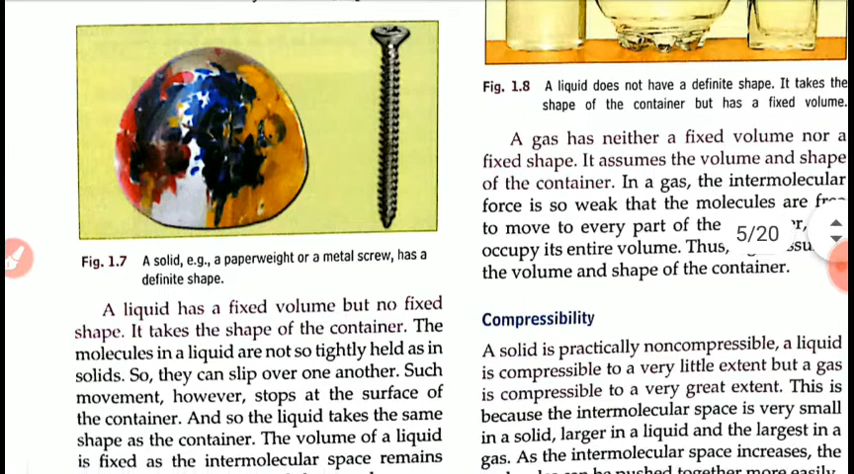 Fig. 1.7 A solid, e.g., a paperweight or a metal screw, has a
definite shape.
A liquid has a fixed volume but no fixed
shape. It takes the shape of the container. The
molecules in a liquid are not so tightly held as in
solids. So, they can slip over one another. Such
movement, however, stops at the surface of
the container. And so the liquid takes the same
shape as the container. The volume of a liquid
is fixed as the intermolecular space remains
Fig. 1.8 A liquid does not have a definite shape. It takes the
shape of the container but has a fixed volume.
A gas has neither a fixed volume nor a
fixed shape. It assumes the volume and shape
of the container. In a gas, the intermolecular
force is so weak that the molecules are
to move to every part of the
5/20
occupy its entire volume. Thus,
the volume and shape of the container.
Compressibility
A solid is practically noncompressible, a liquid
is compressible to a very little extent but a gas
is compressible to a very great extent. This is
because the intermolecular space is very small
in a solid, larger in a liquid and the largest in a
gas. As the intermolecular space increases, the
be pushed together more easily